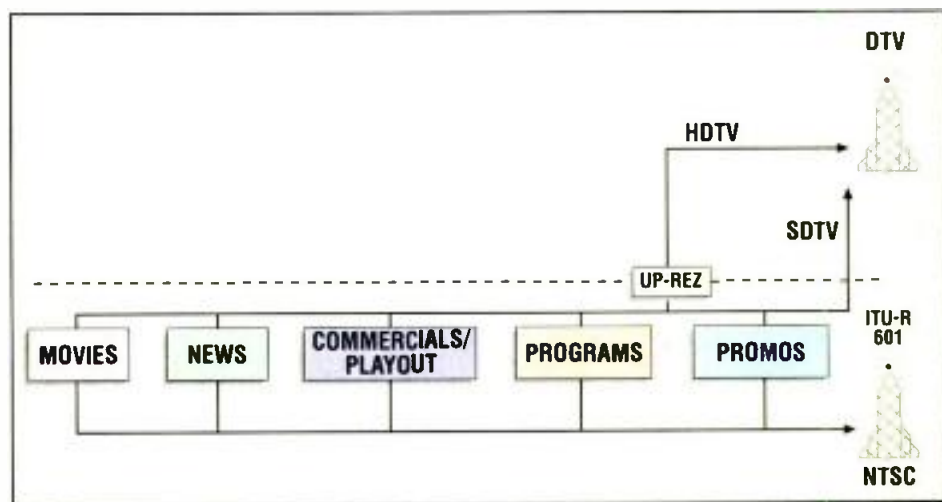 DTV
HDTV
SDTV
UP-REZ
ITU-R
601
MOVIES
NEWS
COMMERCIALS/
PLAYOUT
PROGRAMS
PROMOS
NTSC